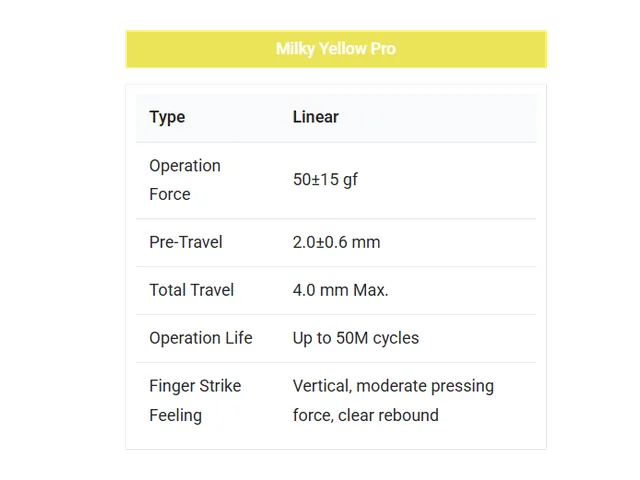 Milky Yellow Pro
Type Linear
Operation
Force
50±15 gf
Pre-Travel 2.0±0.6 mm
Total Travel 4.0 mm Max.
Operation Life Up to 50M cycles
Finger Strike
Feeling
Vertical, moderate pressing
force, clear rebound